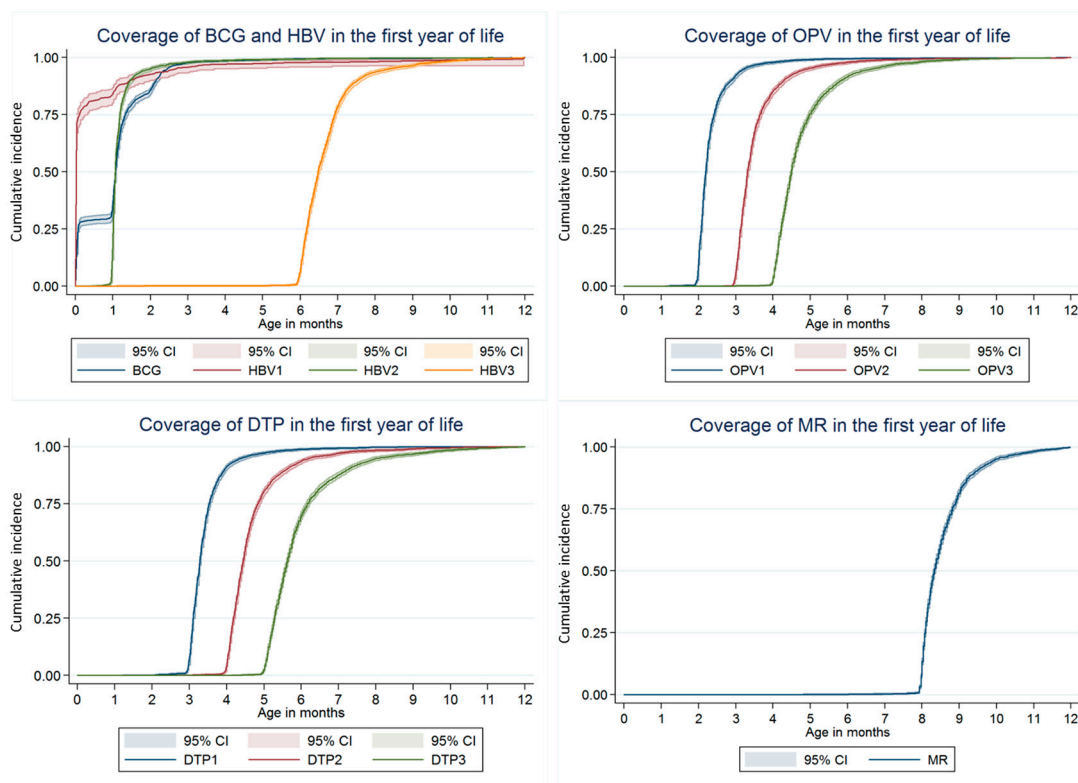 Coverage of BCG and HBV in the first year of life
1.00
0.75
0.50
0.25
0.00
Cumulative incidence
0 1 2 3 4 5 6 7 8 9 10 11 12
Age in months
95% CI 95% CI 95% CI 95% CI
BCG HBV1 HBV2 HBV3
Coverage of OPV in the first year of life
1.00
0.75
0.50
0.25
0.00
Cumulative incidence
0 1 2 3 4 5 6 7 8 9 10 11 12
Age in months
95% CI 95% CI 95% CI
OPV1 OPV2 OPV3
Coverage of DTP in the first year of life
1.00
0.75
0.50
0.25
0.00
Cumulative incidence
0 1 2 3 4 5 6 7 8 9 10 11 12
Age in months
95% CI 95% CI 95% CI
DTP1 DTP2 DTP3
Coverage of MR in the first year of life
1.00
0.75
0.50
0.25
0.00
Cumulative incidence
0 1 2 3 4 5 6 7 8 9 10 11 12
Age in months
95% CI MR